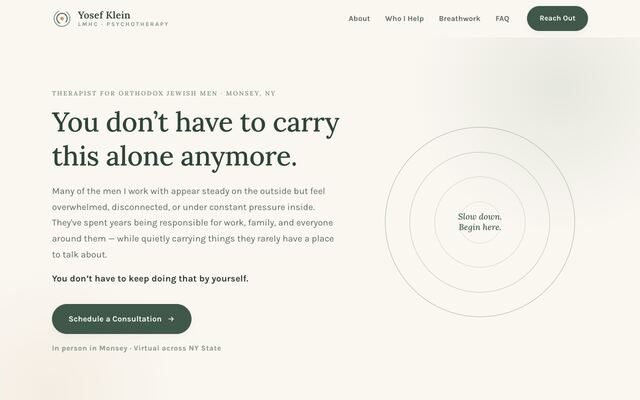 Yosef Klein
LMHC · PSYCHOTHERAPY
About
Who I Help
Breathwork
FAQ
Reach Out
THERAPIST FOR ORTHODOX JEWISH MEN · MONSEY, NY
You don’t have to carry
this alone anymore.
Many of the men I work with appear steady on the outside but feel
overwhelmed, disconnected, or under constant pressure inside.
They've spent years being responsible for work, family, and everyone
around them — while quietly carrying things they rarely have a place
to talk about.
You don’t have to keep doing that by yourself.
Schedule a Consultation →
In person in Monsey · Virtual across NY State
Slow down.
Begin here.